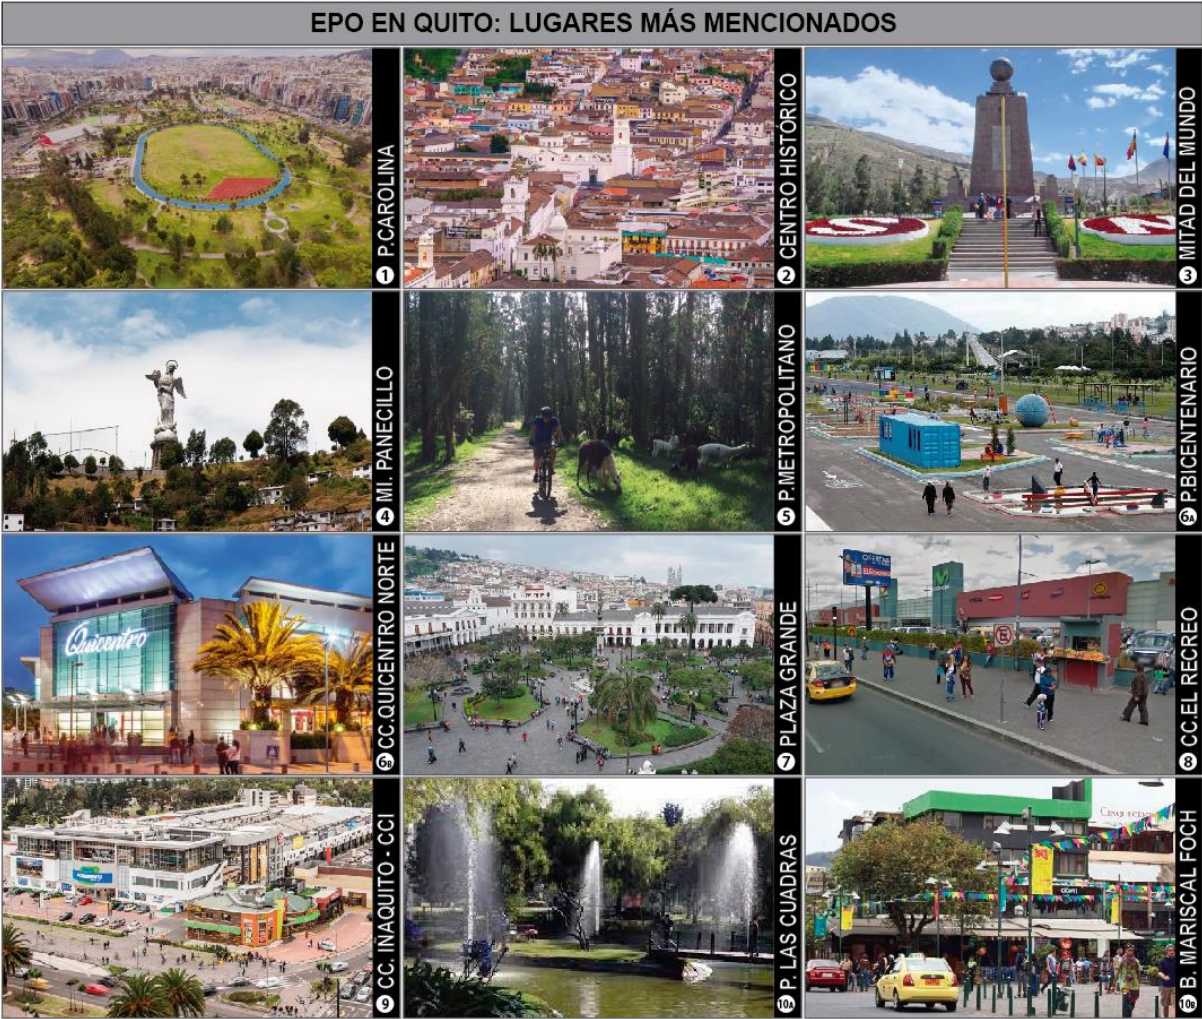 EPO EN QUITO: LUGARES MÁS MENCIONADOS
1 P.CAROLINA
2 CENTRO HISTÓRICO
3 MITAD DEL MUNDO
4 MI. PANECILLO
5 P.METROPOLITANO
6A P.BICENTENARIO
Quicentro
6B CC.QUICENTRO NORTE
7 PLAZA GRANDE
OFERTAS
8 CC.EL RECREO
9 CC. IÑAQUITO - CCI
10A P. LAS CUADRAS
10B B. MARISCAL FOCH